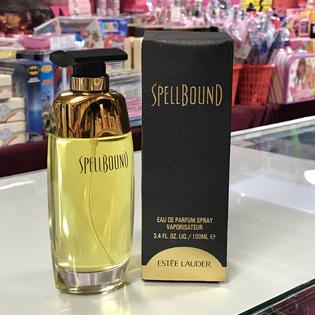 SPELLBOUND
SPELLBOUND
EAU DE PARFUM SPRAY
VAPORISATEUR
3.4 FL. OZ. LIQ. / 100ML ℮
ESTĒE LAUDER